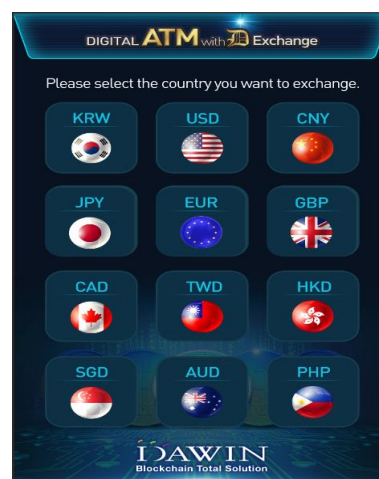 DIGITAL ATM with D Exchange
Please select the country you want to exchange.
KRW USD CNY
JPY EUR GBP
CAD TWD HKD
SGD AUD PHP
DAWIN
Blockchain Total Solution